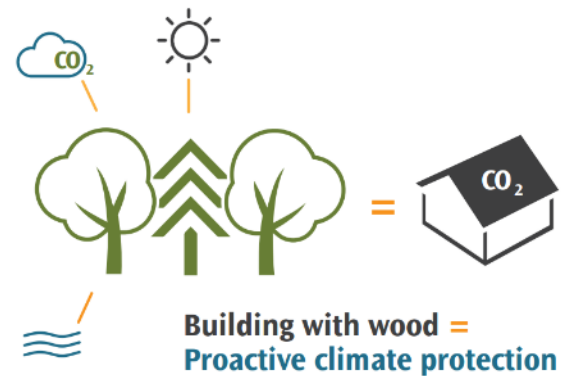 CO₂
=
CO₂
Building with wood =
Proactive climate protection